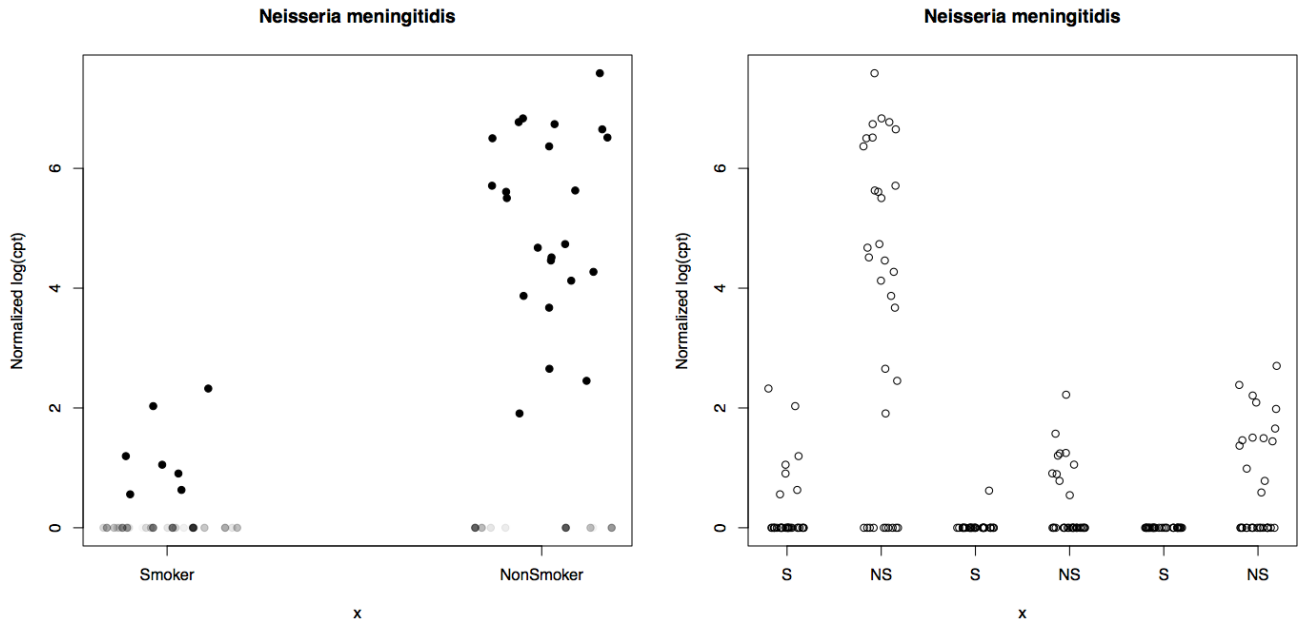 Neisseria meningitidis
Normalized log(cpt)
6
4
2
0
Smoker
NonSmoker
x
Neisseria meningitidis
Normalized log(cpt)
6
4
2
0
S
NS
S
NS
S
NS
x